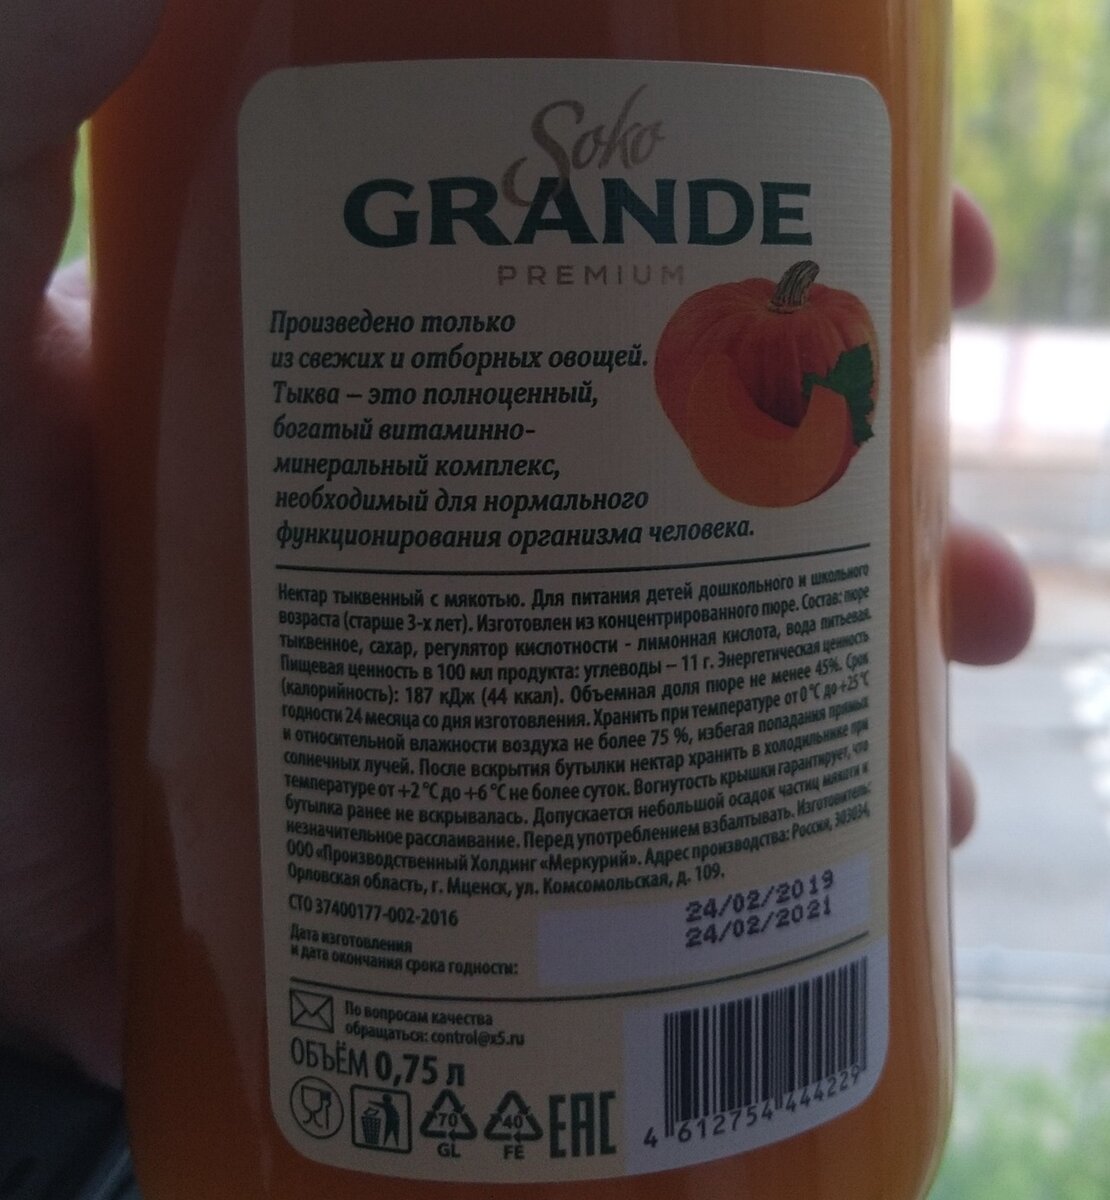 Soko
GRANDE
PREMIUM
Произведено только
из свежих и отборных овощей.
Тыква – это полноценный,
богатый витаминно-
минеральный комплекс,
необходимый для нормального
функционирования организма человека.
Нектар тыквенный с мякотью. Для питания детей дошкольного и школьного
возраста (старше 3-х лет). Изготовлен из концентрированного пюре. Состав: пюре
тыквенное, сахар, регулятор кислотности - лимонная кислота, вода питьевая.
Пищевая ценность в 100 мл продукта: углеводы – 11 г. Энергетическая ценность
(калорийность): 187 кДж (44 ккал). Объемная доля пюре не менее 45%. Срок
годности 24 месяца со дня изготовления. Хранить при температуре от 0 °С до +25 °С
и относительной влажности воздуха не более 75 %, избегая попадания прямых
солнечных лучей. После вскрытия бутылки нектар хранить в холодильнике при
температуре от +2 °С до +6 °С не более суток. Вогнутость крышки гарантирует, что
бутылка ранее не вскрывалась. Допускается небольшой осадок частиц мякоти и
незначительное расслаивание. Перед употреблением взбалтывать. Изготовитель:
ООО «Производственный Холдинг «Меркурий». Адрес производства: Россия, 303034,
Орловская область, г. Мценск, ул. Комсомольская, д. 109.
СТО 37400177-002-2016
24/02/2019
24/02/2021
Дата изготовления
и дата окончания срока годности:
По вопросам качества
обращаться: control@x5.ru
ОБЪЁМ 0,75 л
70
GL
40
FE
EAC
4 612754 444229